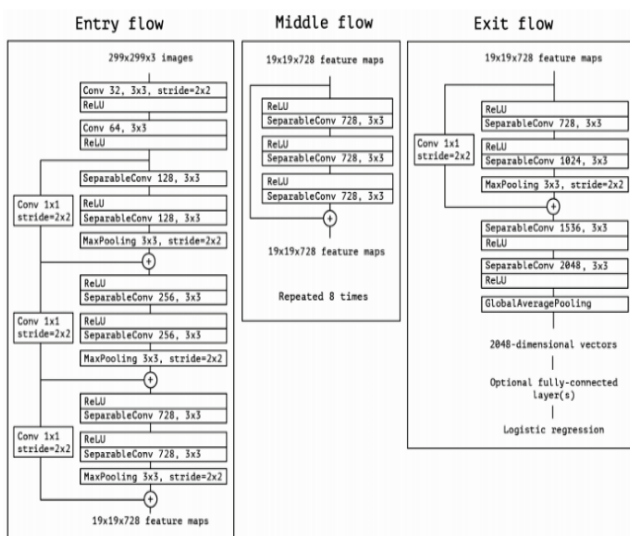 Entry flow
299x299x3 images
Conv 32, 3x3, stride=2x2
ReLU
Conv 64, 3x3
ReLU
Conv 1x1
stride=2x2
SeparableConv 128, 3x3
ReLU
SeparableConv 128, 3x3
MaxPooling 3x3, stride=2x2
+
Conv 1x1
stride=2x2
ReLU
SeparableConv 256, 3x3
ReLU
SeparableConv 256, 3x3
MaxPooling 3x3, stride=2x2
+
Conv 1x1
stride=2x2
ReLU
SeparableConv 728, 3x3
ReLU
SeparableConv 728, 3x3
MaxPooling 3x3, stride=2x2
+
19x19x728 feature maps
Middle flow
19x19x728 feature maps
ReLU
SeparableConv 728, 3x3
ReLU
SeparableConv 728, 3x3
ReLU
SeparableConv 728, 3x3
+
19x19x728 feature maps
Repeated 8 times
Exit flow
19x19x728 feature maps
Conv 1x1
stride=2x2
ReLU
SeparableConv 728, 3x3
ReLU
SeparableConv 1024, 3x3
MaxPooling 3x3, stride=2x2
+
SeparableConv 1536, 3x3
ReLU
SeparableConv 2048, 3x3
ReLU
GlobalAveragePooling
2048-dimensional vectors
Optional fully-connected
layer(s)
Logistic regression